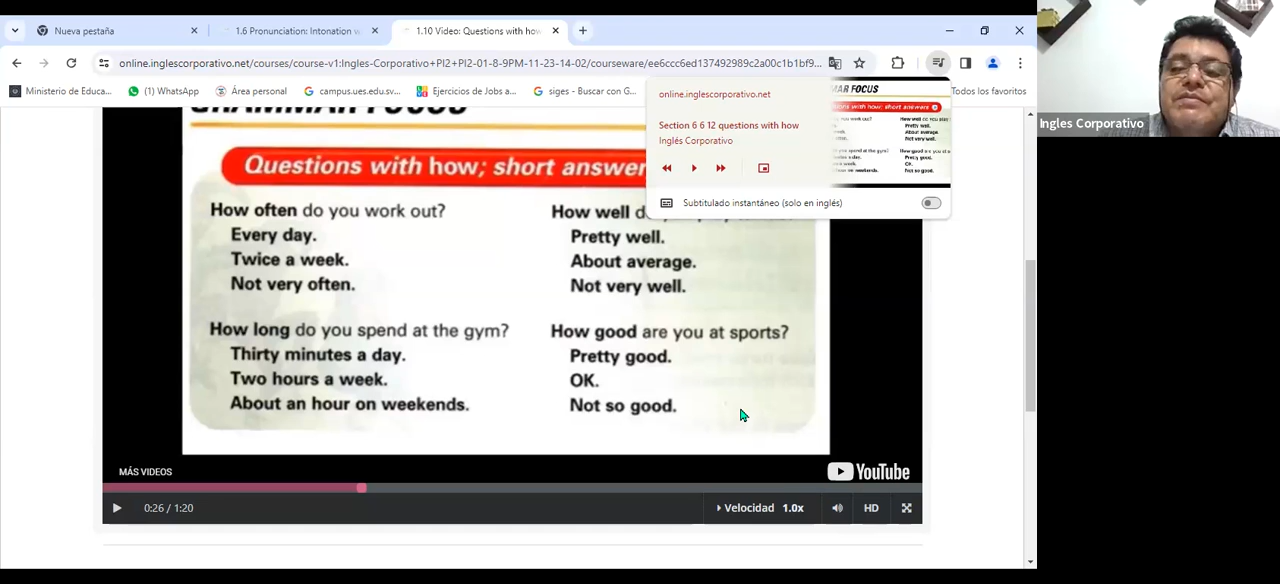 Nueva pestaña
1.6 Pronunciation: Intonation w
1.10 Video: Questions with how
online.inglescorporativo.net/courses/course-v1:Ingles-Corporativo+PI2+PI2-01-8-9PM-11-23-14-02/courseware/ee6ccc6ed137492989c2a00c1b1bf9...
Ministerio de Educa...
(1) WhatsApp
Área personal
campus.ues.edu.sv...
Ejercicios de Jobs a...
siges - Buscar con G...
Todos los favoritos
GRAMMAR FOCUS
Questions with how; short answer
How often do you work out?
Every day.
Twice a week.
Not very often.
How long do you spend at the gym?
Thirty minutes a day.
Two hours a week.
About an hour on weekends.
How well d
Pretty well.
About average.
Not very well.
How good are you at sports?
Pretty good.
OK.
Not so good.
online.inglescorporativo.net
Section 6 6 12 questions with how
Inglés Corporativo
Subtitulado instantáneo (solo en inglés)
MÁS VIDEOS
YouTube
0:26 / 1:20
Velocidad 1.0x
HD
Ingles Corporativo